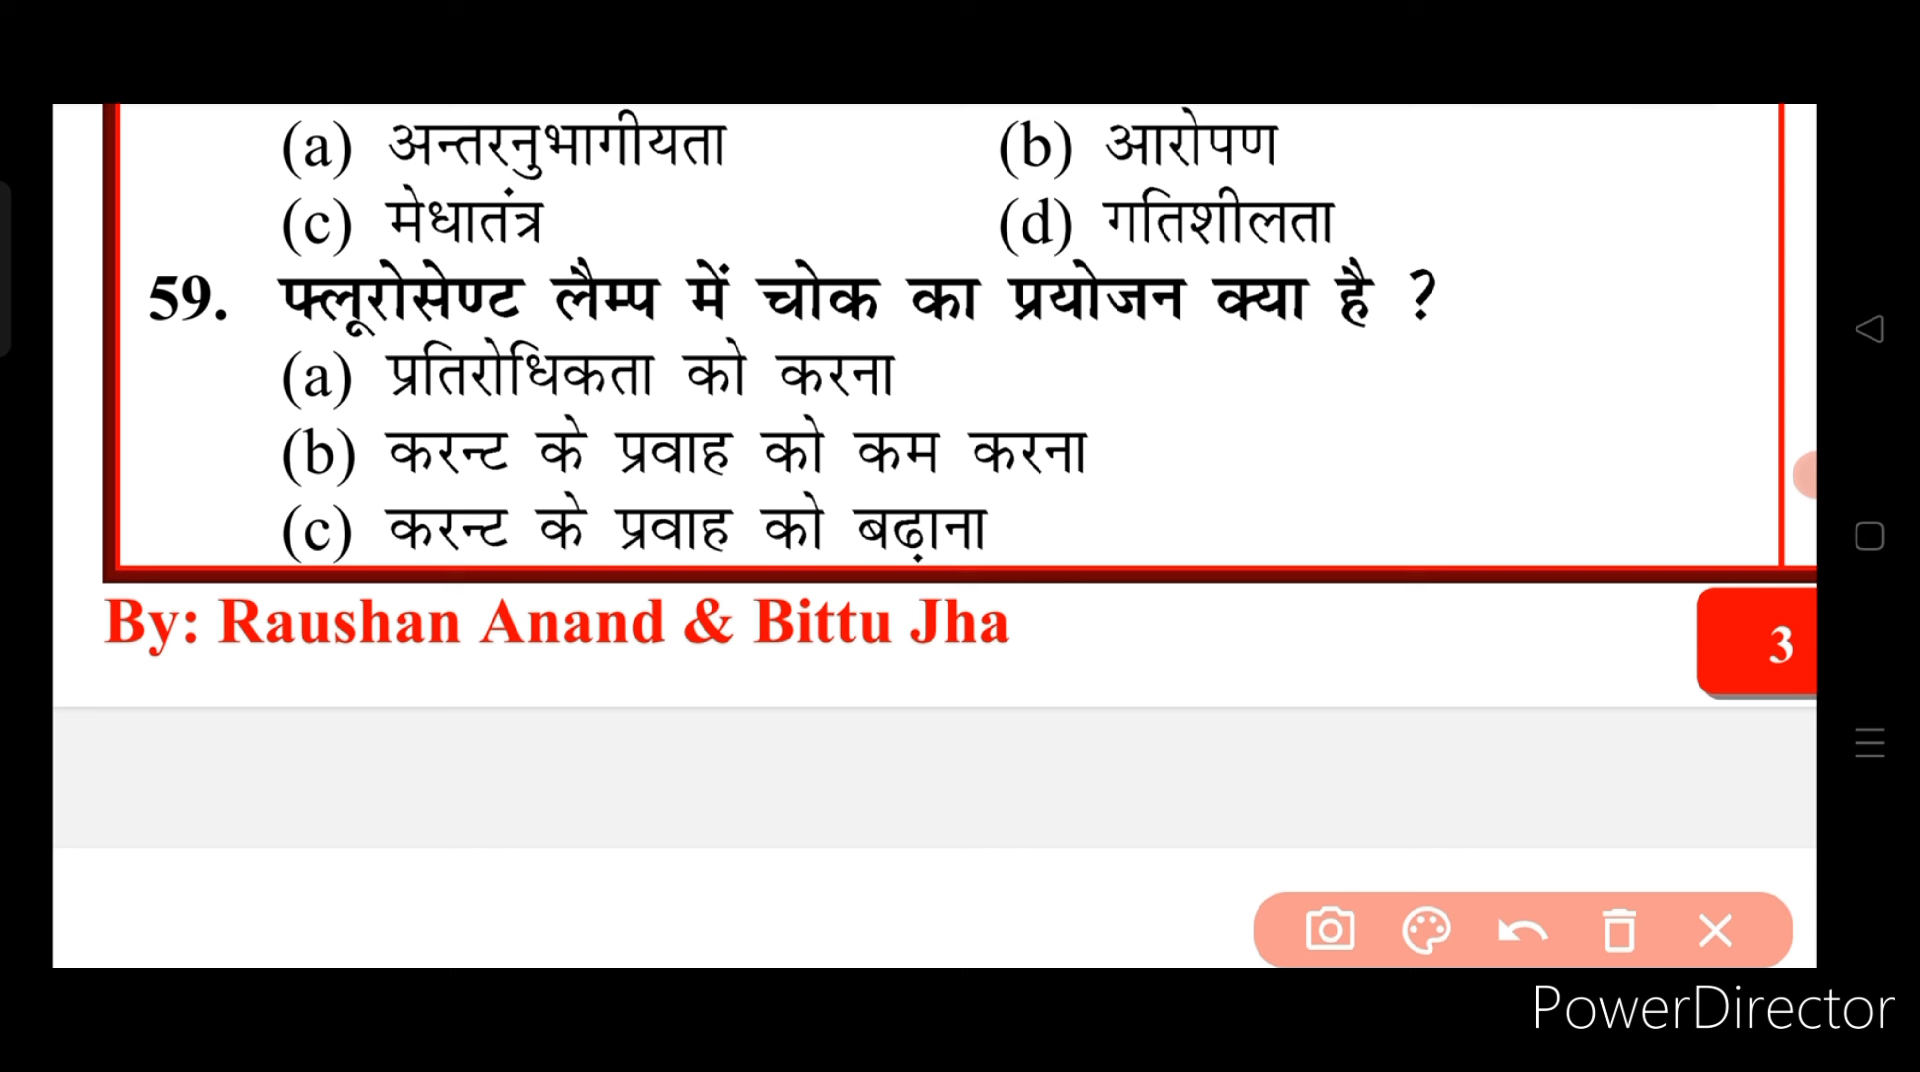 (a) अन्तरनुभागीयता (b) आरोपण
(c) मेधातंत्र (d) गतिशीलता
59. फ्लूरोसेण्ट लैम्प में चोक का प्रयोजन क्या है ?
(a) प्रतिरोधिकता को करना
(b) करन्ट के प्रवाह को कम करना
(c) करन्ट के प्रवाह को बढ़ाना
By: Raushan Anand & Bittu Jha
3
PowerDirector